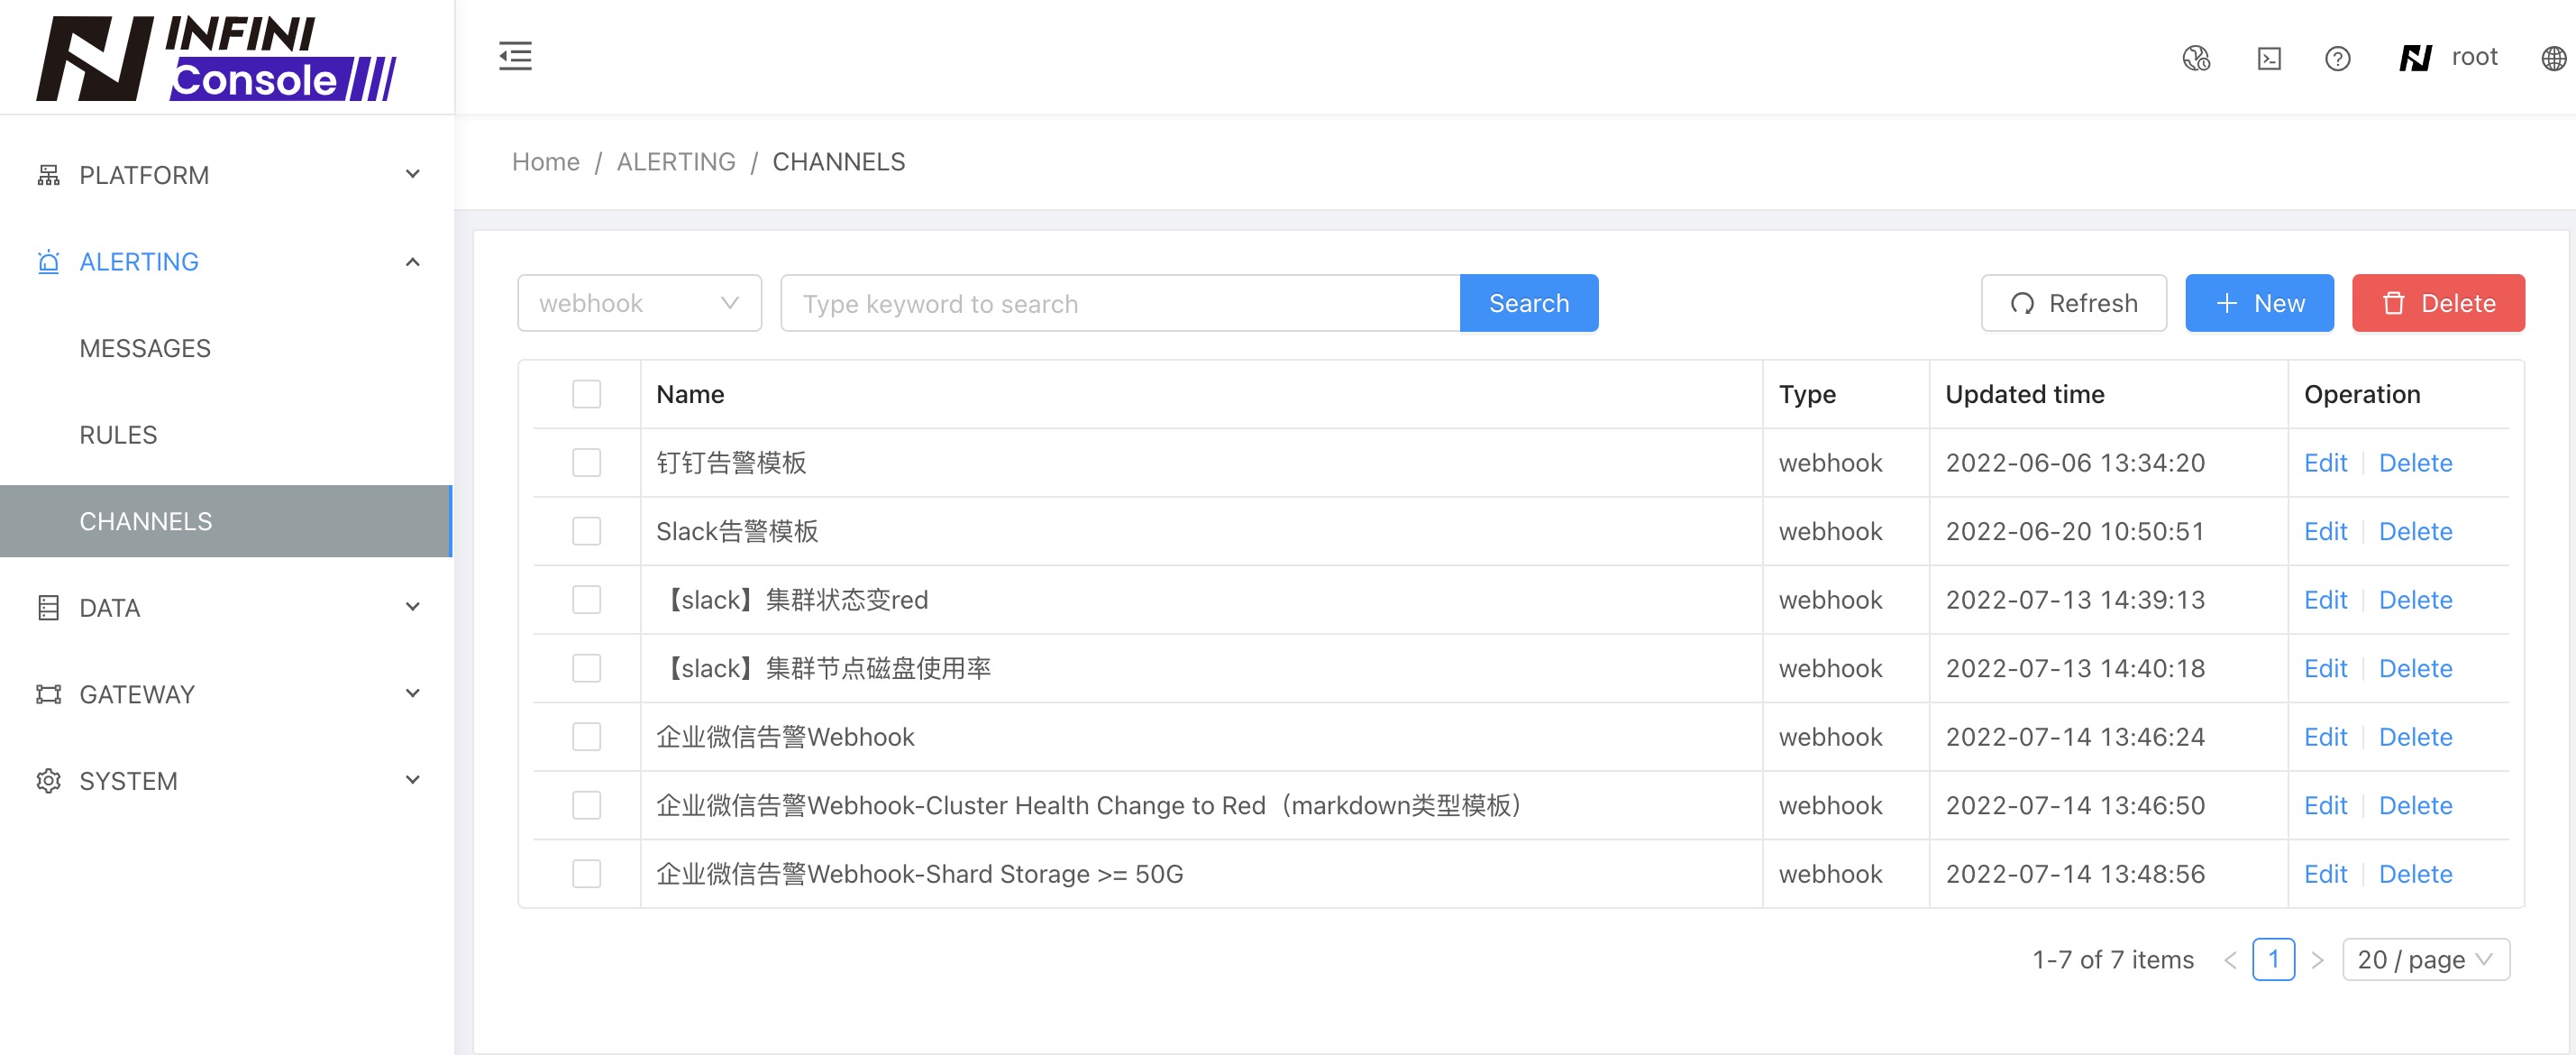 INFINI
Console
root
Home / ALERTING / CHANNELS
PLATFORM
ALERTING
MESSAGES
RULES
CHANNELS
DATA
GATEWAY
SYSTEM
webhook
Type keyword to search
Search
Refresh
New
Delete
Name Type Updated time Operation
钉钉告警模板 webhook 2022-06-06 13:34:20 Edit Delete
Slack告警模板 webhook 2022-06-20 10:50:51 Edit Delete
【slack】集群状态变red webhook 2022-07-13 14:39:13 Edit Delete
【slack】集群节点磁盘使用率 webhook 2022-07-13 14:40:18 Edit Delete
企业微信告警Webhook webhook 2022-07-14 13:46:24 Edit Delete
企业微信告警Webhook-Cluster Health Change to Red（markdown类型模板） webhook 2022-07-14 13:46:50 Edit Delete
企业微信告警Webhook-Shard Storage >= 50G webhook 2022-07-14 13:48:56 Edit Delete
1-7 of 7 items < 1 > 20 / page